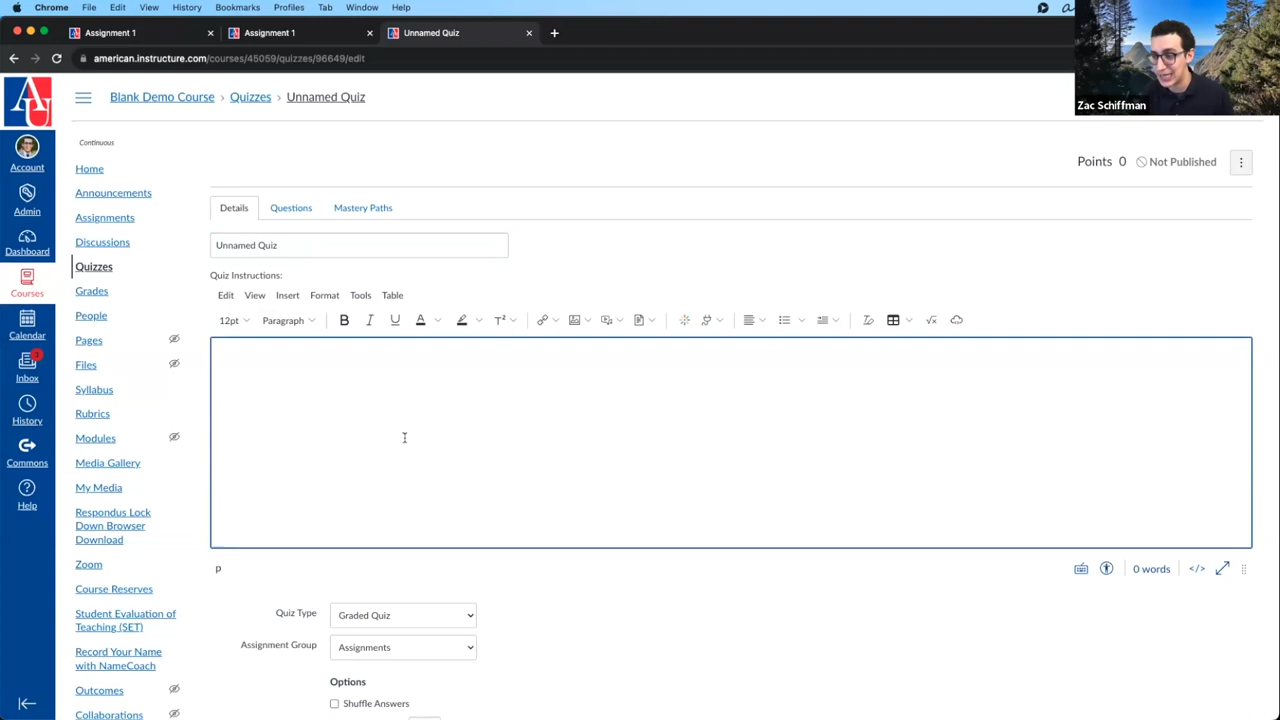 Chrome File Edit View History Bookmarks Profiles Tab Window Help
Assignment 1 Assignment 1 Unnamed Quiz
american.instructure.com/courses/45059/quizzes/96649/edit
Zac Schiffman
AU
Blank Demo Course > Quizzes > Unnamed Quiz
Account
Admin
Dashboard
Courses
Calendar
3
Inbox
History
Commons
Help
Continuous
Home
Announcements
Assignments
Discussions
Quizzes
Grades
People
Pages
Files
Syllabus
Rubrics
Modules
Media Gallery
My Media
Respondus Lock
Down Browser
Download
Zoom
Course Reserves
Student Evaluation of
Teaching (SET)
Record Your Name
with NameCoach
Outcomes
Collaborations
Points 0 Not Published
Details Questions Mastery Paths
Unnamed Quiz
Quiz Instructions:
Edit View Insert Format Tools Table
12pt Paragraph B I U A T²
p 0 words </>
Quiz Type Graded Quiz
Assignment Group Assignments
Options
Shuffle Answers